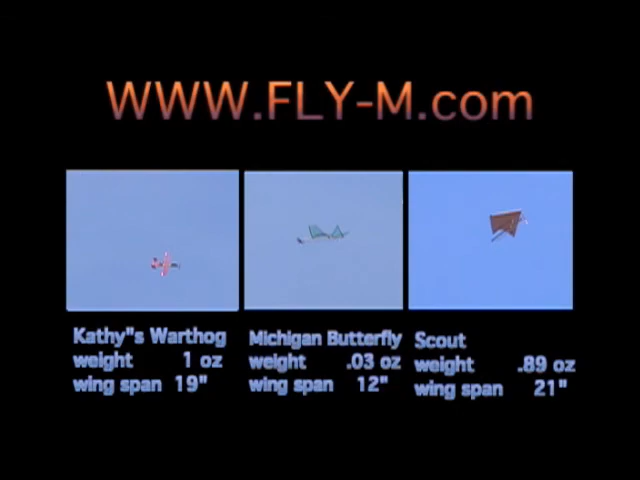 WWW.FLY-M.com
Kathy"s Warthog
weight 1 oz
wing span 19"
Michigan Butterfly
weight .03 oz
wing span 12"
Scout
weight .89 oz
wing span 21"